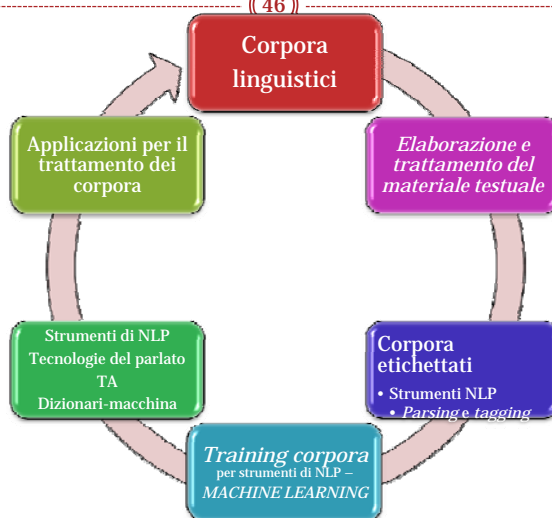 46
Corpora
linguistici
Elaborazione e
trattamento del
materiale testuale
Corpora
etichettati
• Strumenti NLP
• Parsing e tagging
Training corpora
per strumenti di NLP –
MACHINE LEARNING
Strumenti di NLP
Tecnologie del parlato
TA
Dizionari-macchina
Applicazioni per il
trattamento dei
corpora